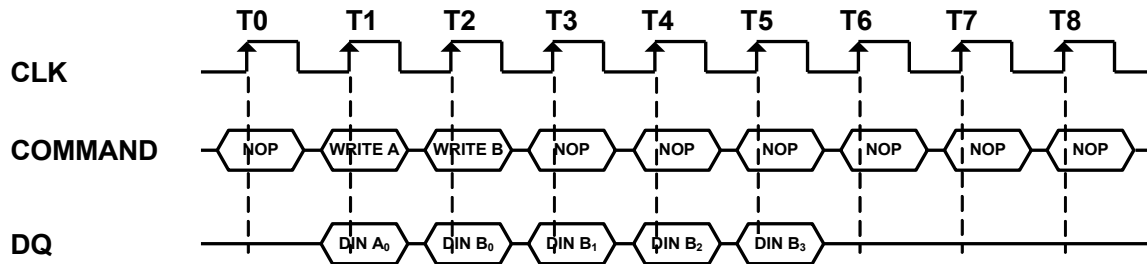 T0 T1 T2 T3 T4 T5 T6 T7 T8
CLK
COMMAND NOP WRITE A WRITE B NOP NOP NOP NOP NOP NOP
DQ DIN A₀ DIN B₀ DIN B₁ DIN B₂ DIN B₃